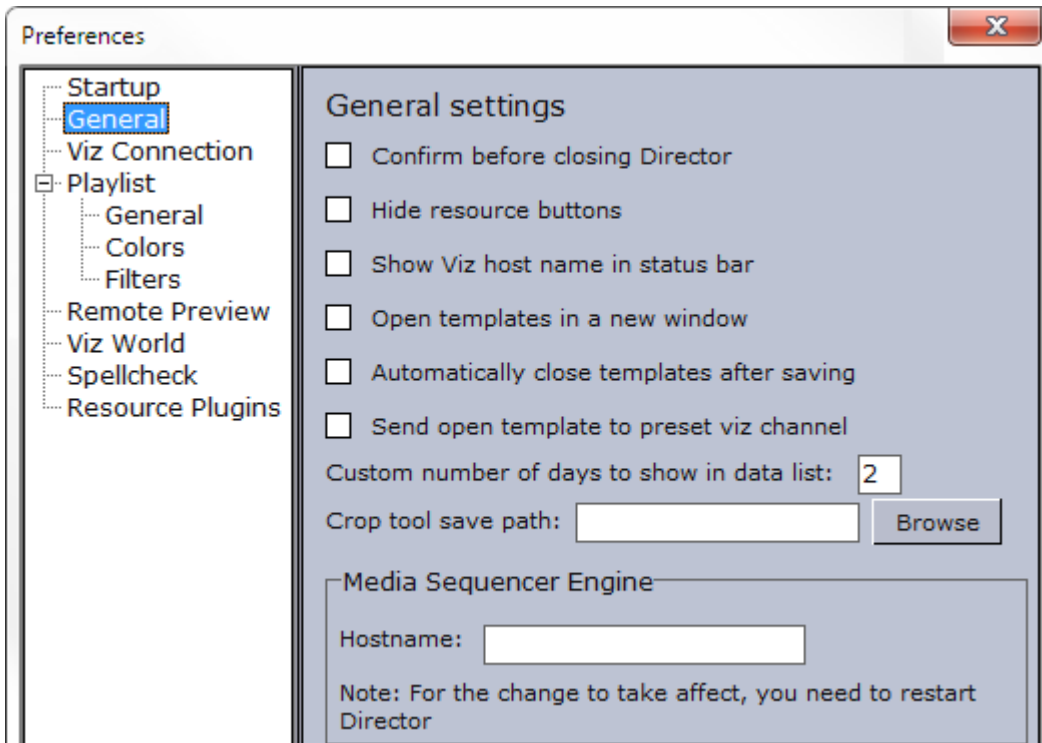 Preferences
Startup
General
Viz Connection
Playlist
General
Colors
Filters
Remote Preview
Viz World
Spellcheck
Resource Plugins
General settings
Confirm before closing Director
Hide resource buttons
Show Viz host name in status bar
Open templates in a new window
Automatically close templates after saving
Send open template to preset viz channel
Custom number of days to show in data list: 2
Crop tool save path: Browse
Media Sequencer Engine
Hostname:
Note: For the change to take affect, you need to restart
Director